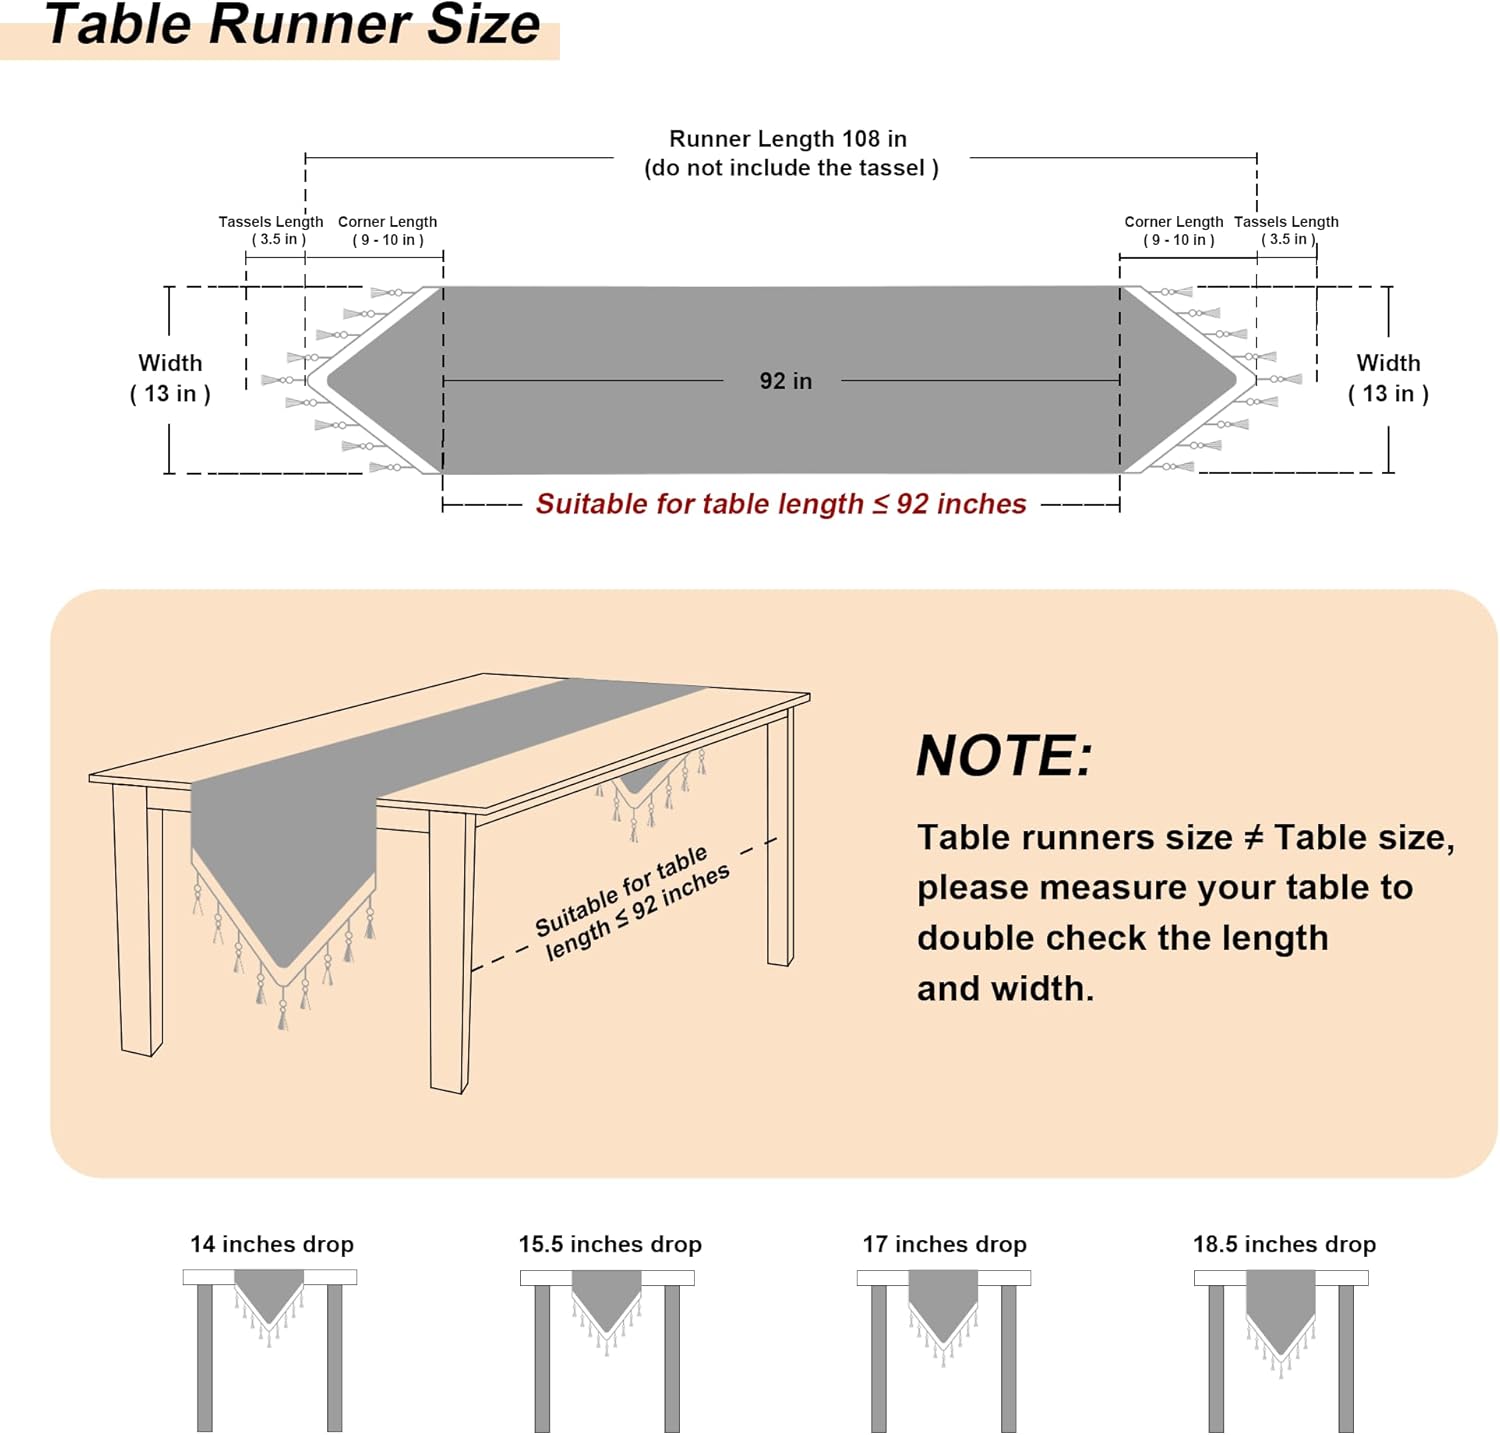 Table Runner Size
Runner Length 108 in
(do not include the tassel )
Tassels Length
( 3.5 in )
Corner Length
( 9 - 10 in )
Corner Length
( 9 - 10 in )
Tassels Length
( 3.5 in )
Width
( 13 in )
92 in
Width
( 13 in )
Suitable for table length ≤ 92 inches
Suitable for table
length ≤ 92 inches
NOTE:
Table runners size ≠ Table size,
please measure your table to
double check the length
and width.
14 inches drop
15.5 inches drop
17 inches drop
18.5 inches drop